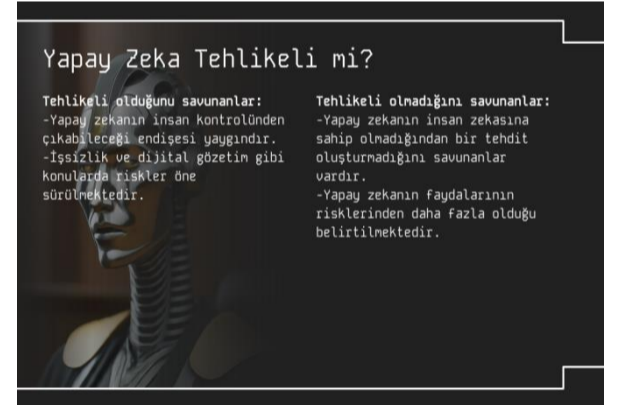 Yapay Zeka Tehlikeli mi?
Tehlikeli olduğunu savunanlar:
-Yapay zekanın insan kontrolünden
çıkabileceği endişesi yaygındır.
-İşsizlik ve dijital gözetim gibi
konularda riskler öne
sürülmektedir.
Tehlikeli olmadığını savunanlar:
-Yapay zekanın insan zekasına
sahip olmadığından bir tehdit
oluşturmadığını savunanlar
vardır.
-Yapay zekanın faydalarının
risklerinden daha fazla olduğu
belirtilmektedir.